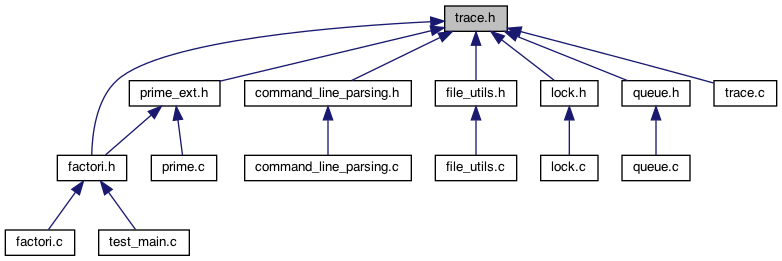 trace.h
prime_ext.h
command_line_parsing.h
file_utils.h
lock.h
queue.h
trace.c
factori.h
prime.c
command_line_parsing.c
file_utils.c
lock.c
queue.c
factori.c
test_main.c